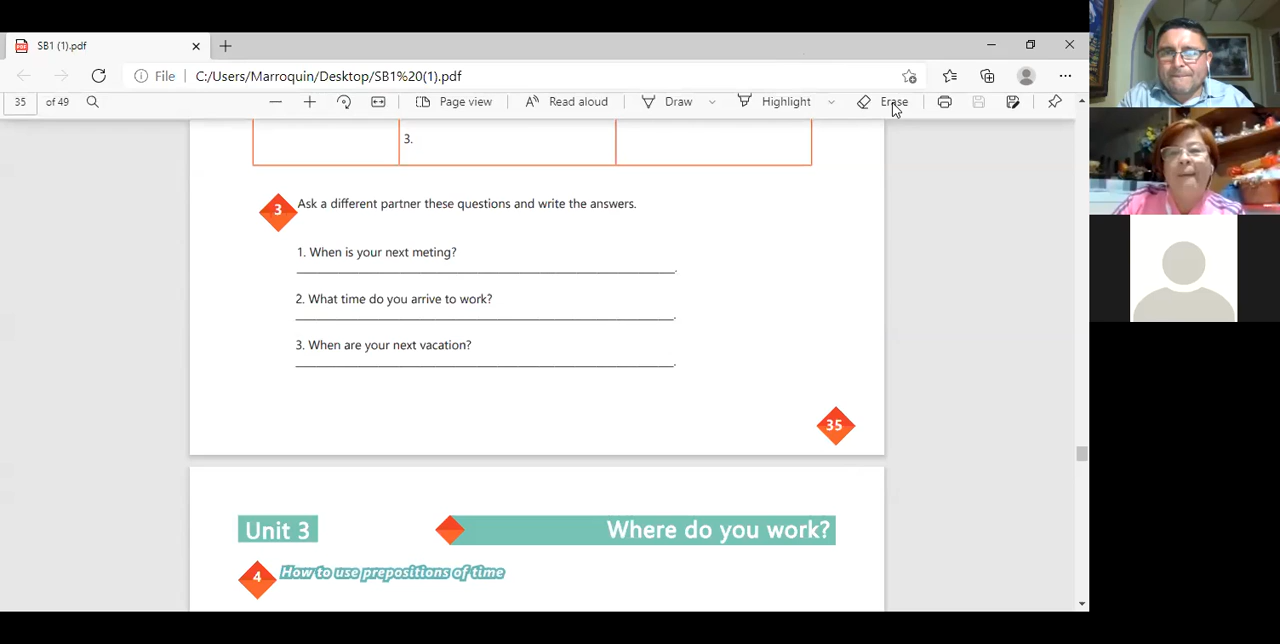 SB1 (1).pdf
File C:/Users/Marroquin/Desktop/SB1%20(1).pdf
35 of 49 Page view Read aloud Draw Highlight Erase
3.
3 Ask a different partner these questions and write the answers.
1. When is your next meting?
2. What time do you arrive to work?
3. When are your next vacation?
35
Unit 3 Where do you work?
4 How to use prepositions of time